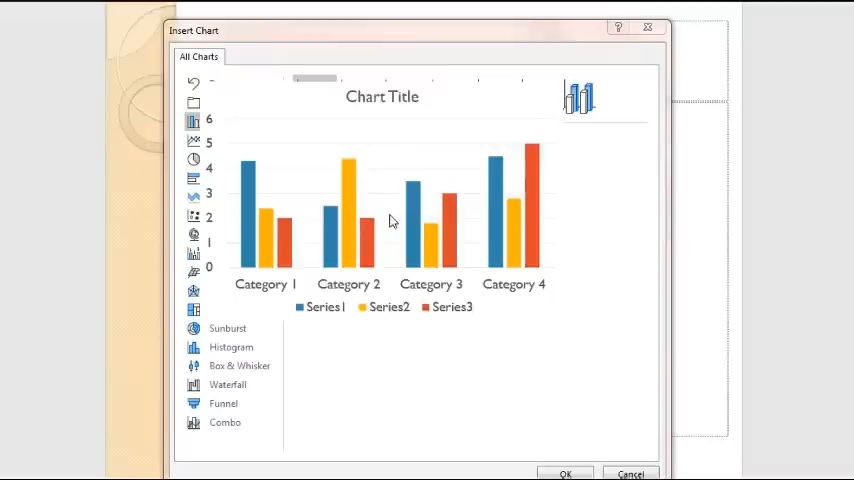 Insert Chart
All Charts
Chart Title
6
5
4
3
2
1
0
Category 1 Category 2 Category 3 Category 4
Series1 Series2 Series3
Sunburst
Histogram
Box & Whisker
Waterfall
Funnel
Combo
OK Cancel